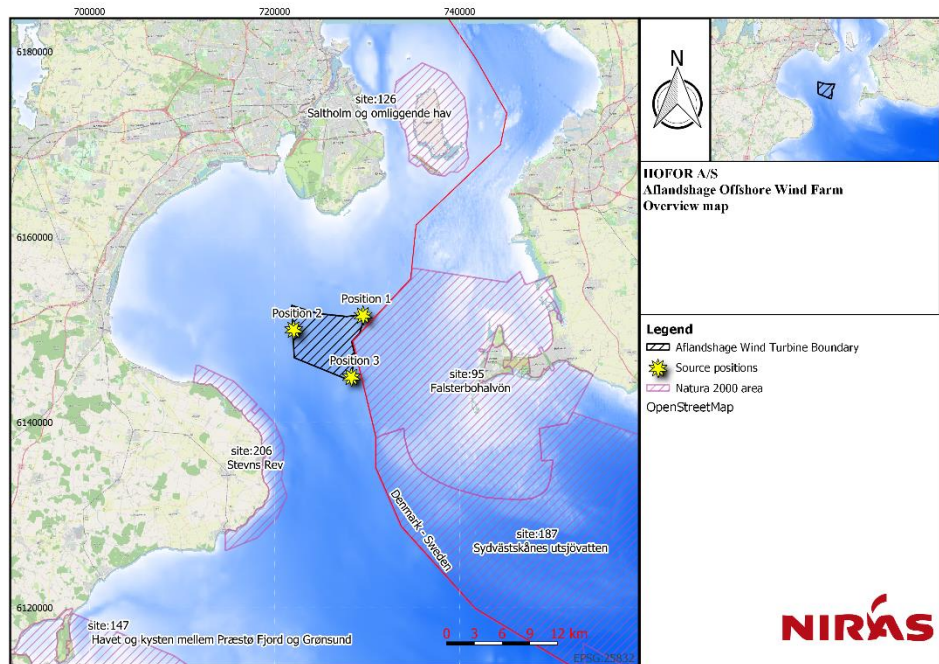 700000
720000
740000
6180000
6160000
6140000
6120000
site:126
Saltholm og omliggende hav
Position 1
Position 2
Position 3
site:95
Falsterbohalvön
site:206
Stevns Rev
Denmark - Sweden
site:187
Sydvästskånes utsjövatten
site:147
Havet og kysten mellem Præstø Fjord og Grønsund
0 3 6 9 12 km
EPSG:25832
N
HOFOR A/S
Aflandshage Offshore Wind Farm
Overview map
Legend
Aflandshage Wind Turbine Boundary
Source positions
Natura 2000 area
OpenStreetMap
NIRÁS